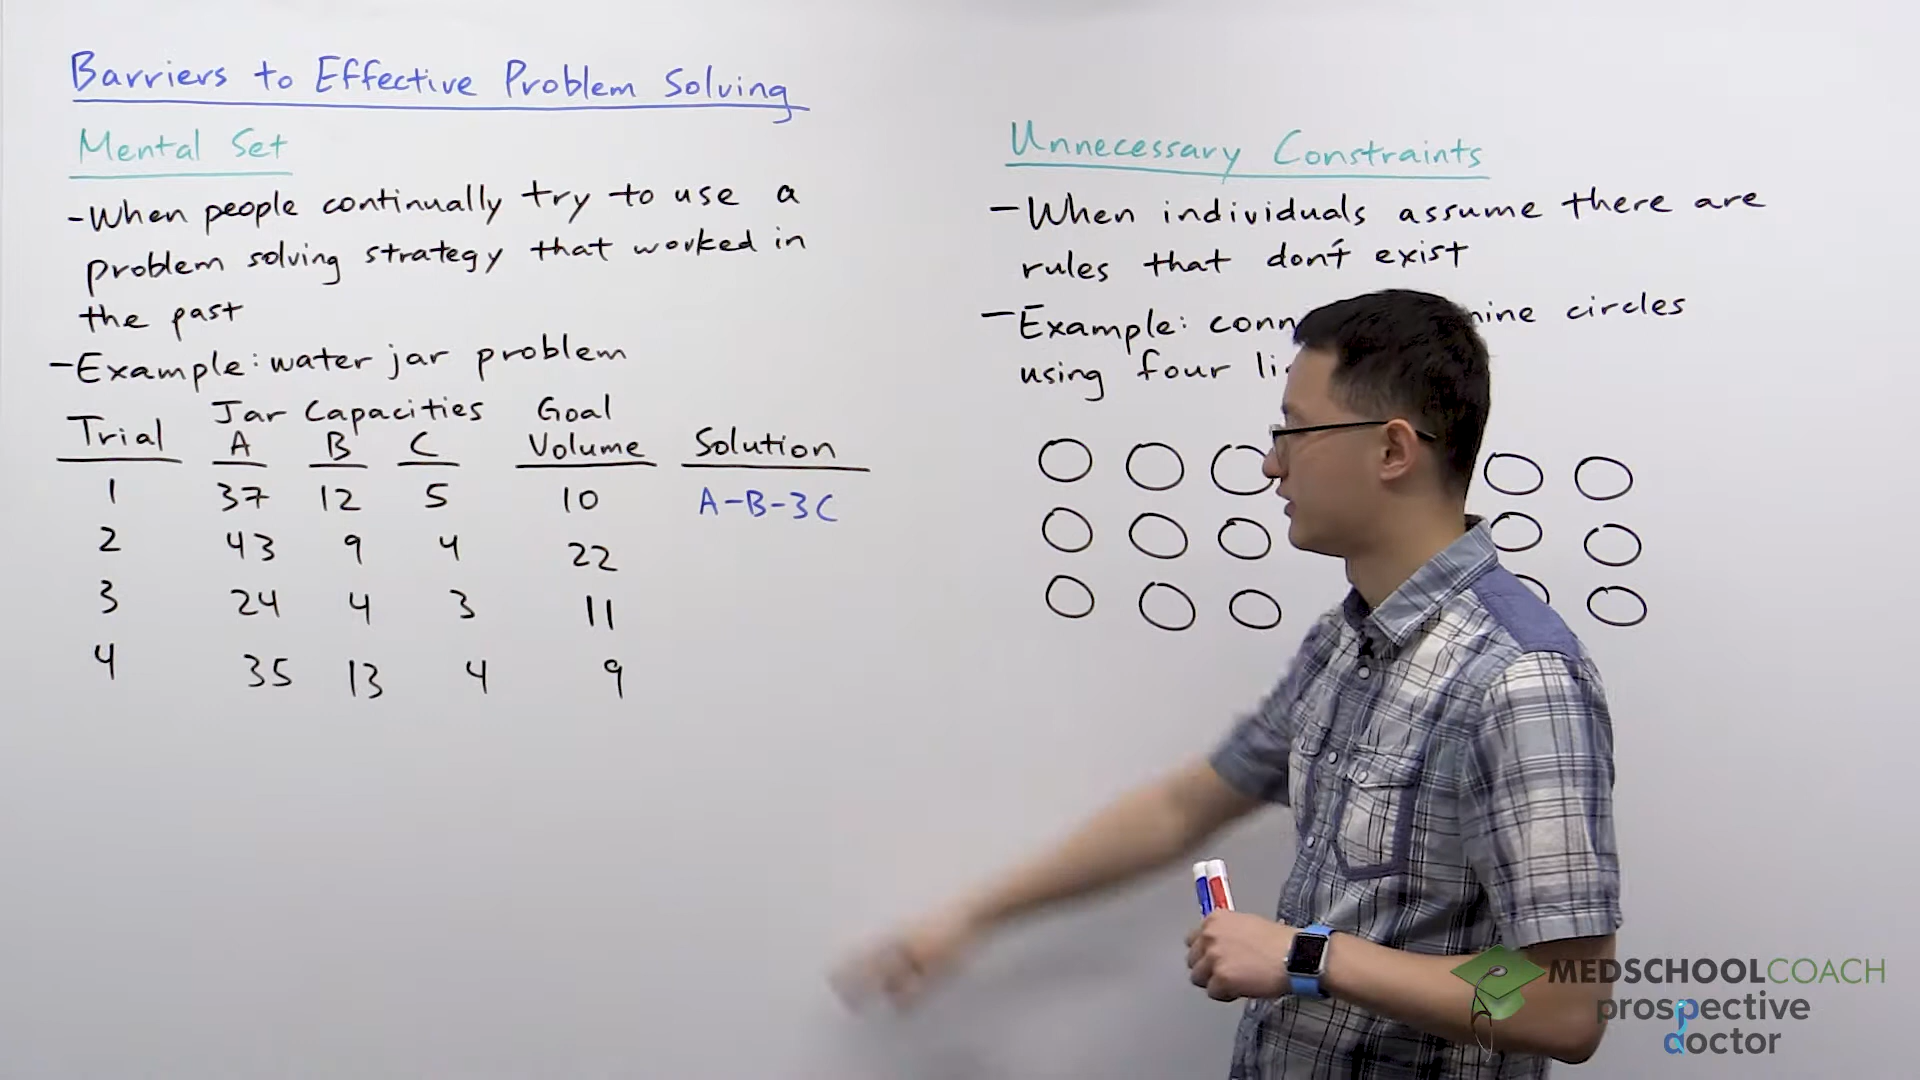 Barriers to Effective Problem Solving
Mental Set
-When people continually try to use a
problem solving strategy that worked in
the past
-Example: water jar problem
Jar Capacities Goal
Trial A B C Volume Solution
1 37 12 5 10 A-B-3C
2 43 9 4 22
3 24 4 3 11
4 35 13 4 9
Unnecessary Constraints
-When individuals assume there are
rules that don't exist
-Example: circles
using four
MEDSCHOOLCOACH
prospective
doctor